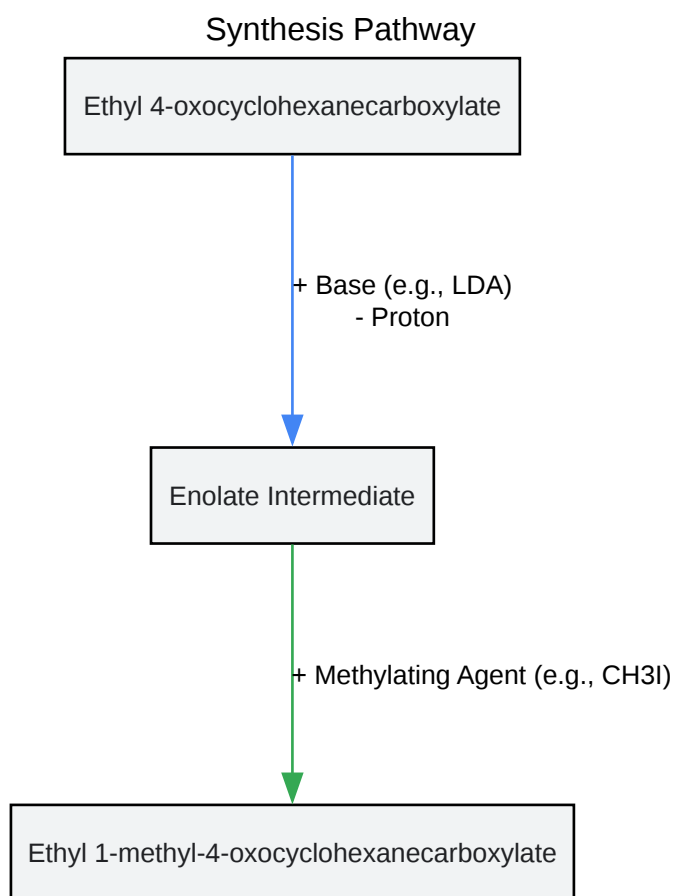 Synthesis Pathway
Ethyl 4-oxocyclohexanecarboxylate
+ Base (e.g., LDA)
- Proton
Enolate Intermediate
+ Methylating Agent (e.g., CH3I)
Ethyl 1-methyl-4-oxocyclohexanecarboxylate